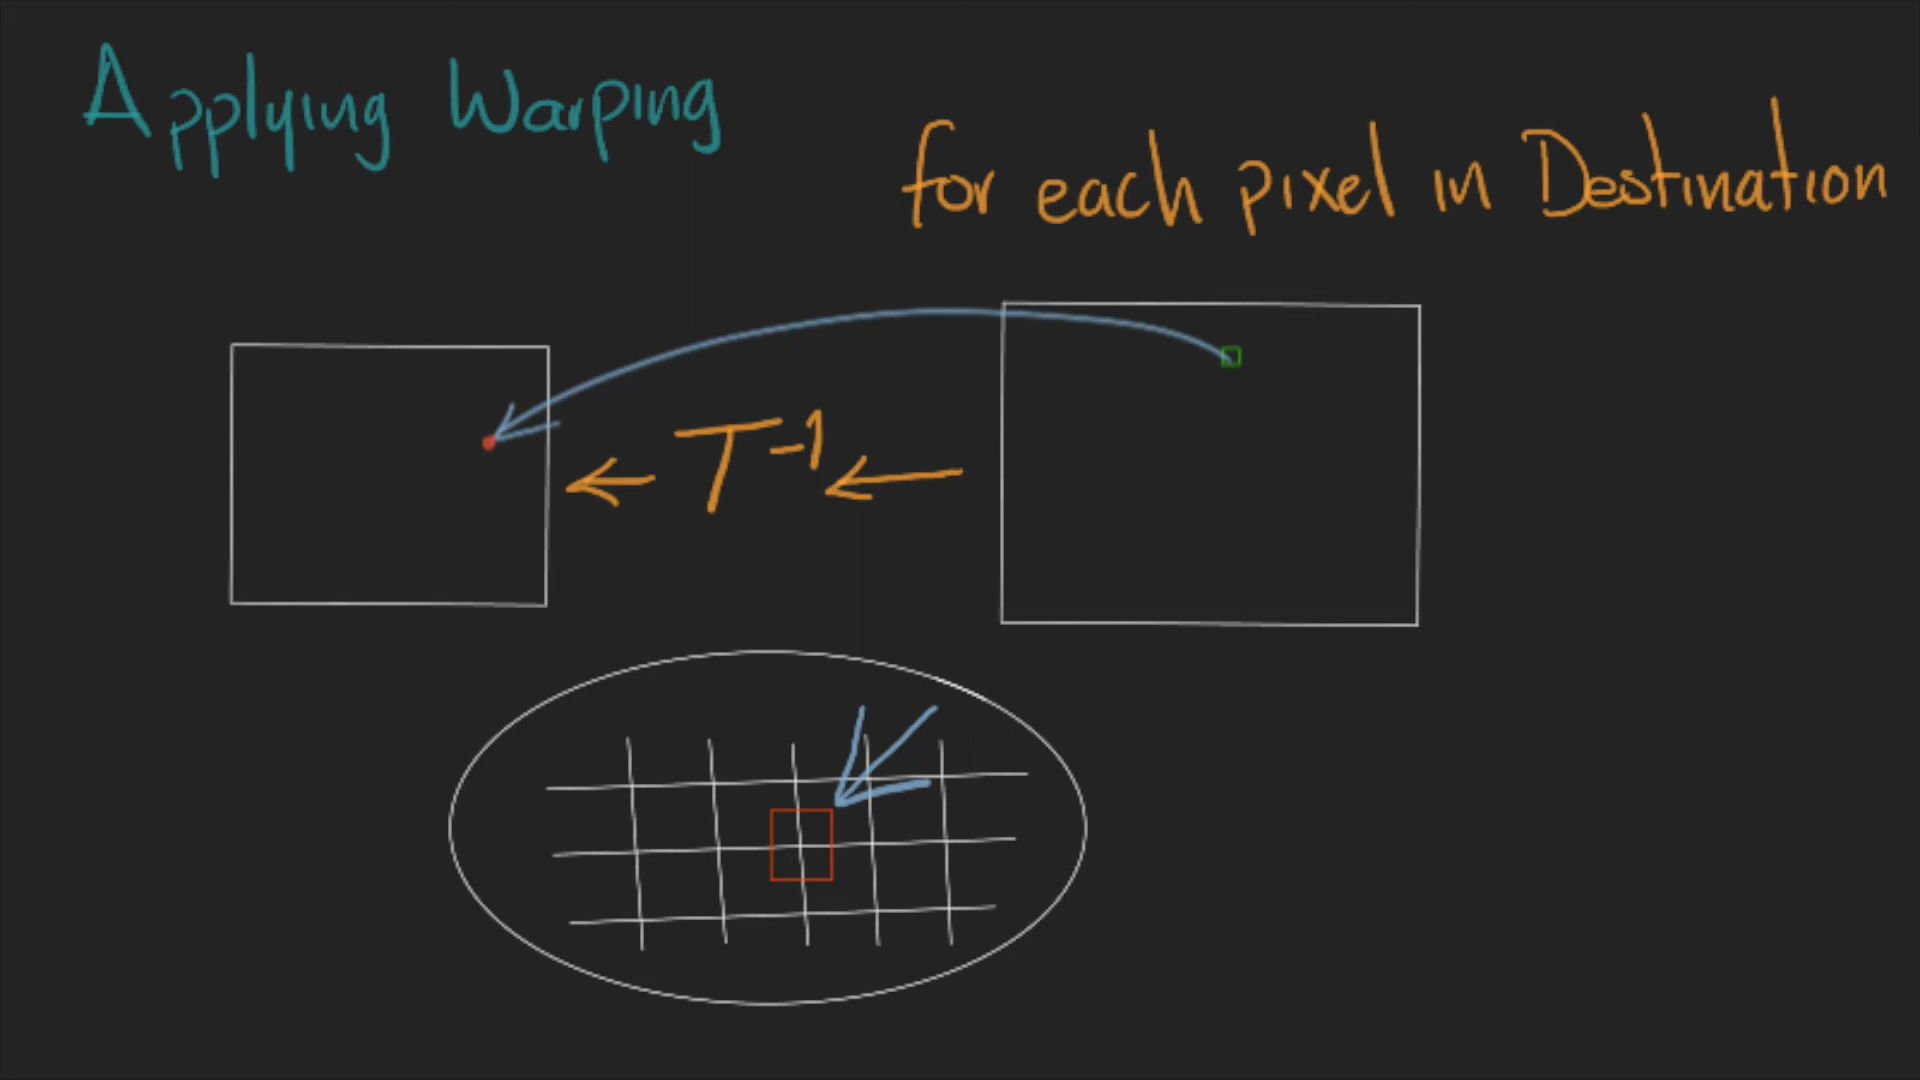 Applying Warping
for each pixel in Destination
← T⁻¹ ←